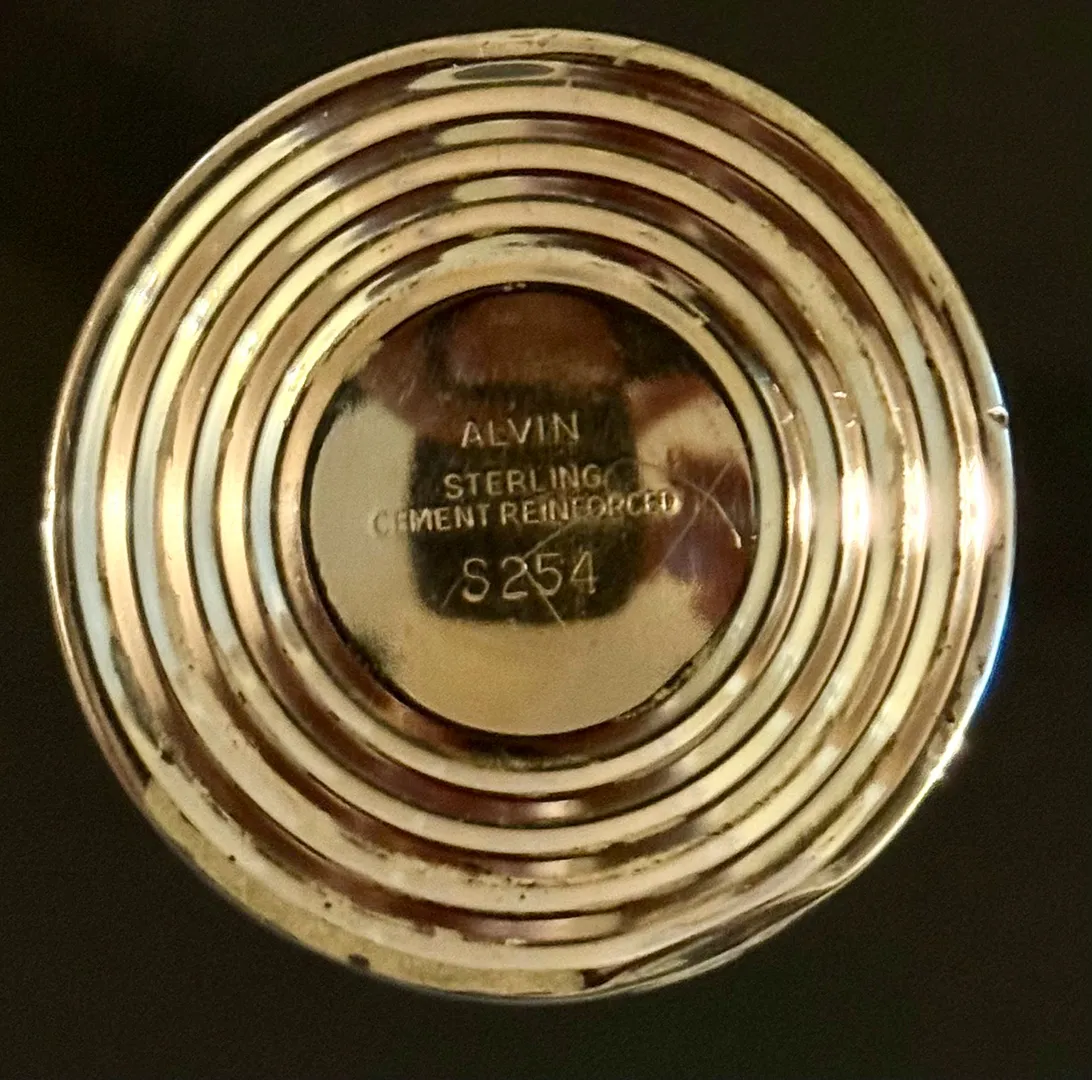 ALVIN
STERLING
CEMENT REINFORCED
S254